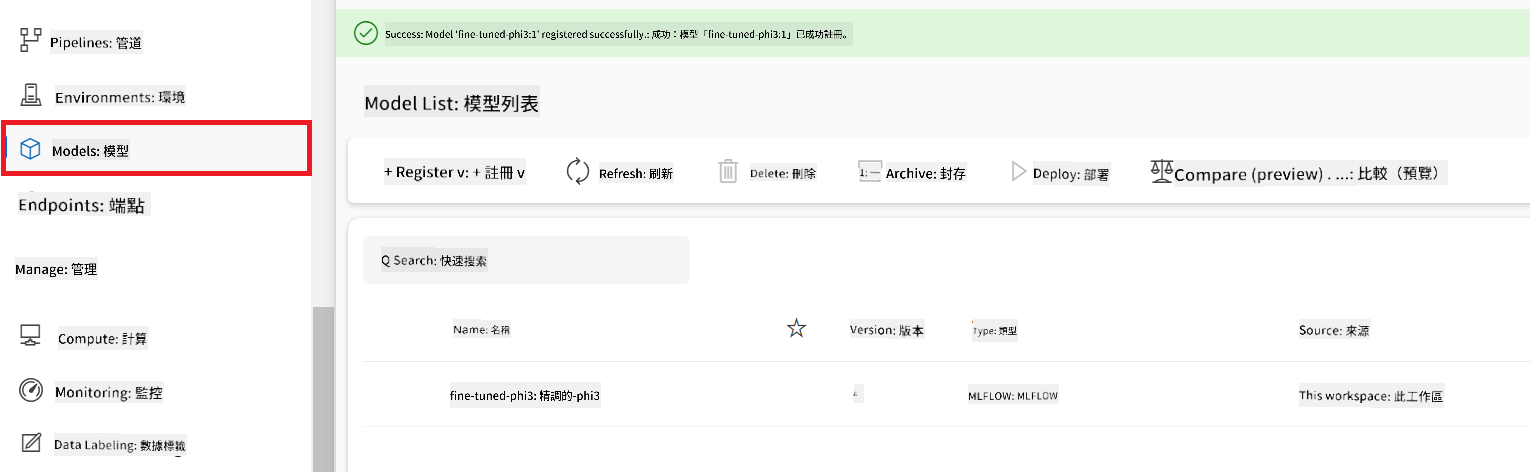 Pipelines: 管道
Environments: 環境
Models: 模型
Endpoints: 端點
Manage: 管理
Compute: 計算
Monitoring: 監控
Data Labeling: 數據標籤
Success: Model 'fine-tuned-phi3:1' registered successfully.: 成功：模型「fine-tuned-phi3:1」已成功註冊。
Model List: 模型列表
+ Register v: + 註冊 v
Refresh: 刷新
Delete: 刪除
1: 一
Archive: 封存
Deploy: 部署
Compare (preview) . ...: 比較（預覽）
Q Search: 快速搜索
Name: 名稱
Version: 版本
Type: 類型
Source: 來源
fine-tuned-phi3: 精調的-phi3
MLFLOW: MLFLOW
This workspace: 此工作區